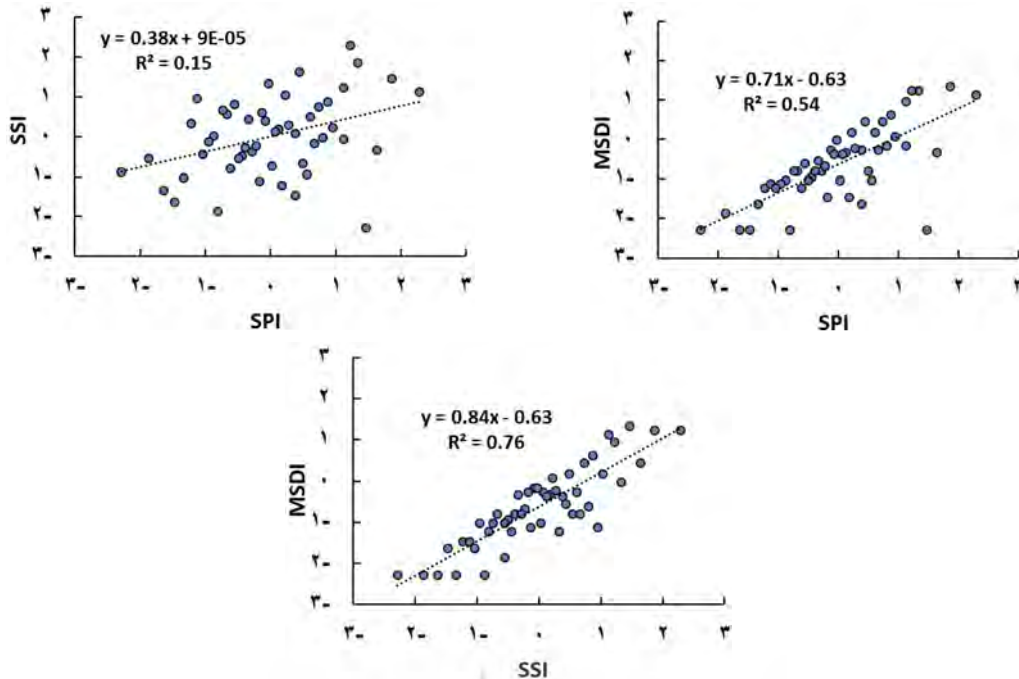 ۳
۲
۱
۰
۱-
۲-
۳-
SSI
y = 0.38x + 9E-05
R² = 0.15
۳- ۲- ۱- ۰ ۱ ۲ ۳
SPI
۳
۲
۱
۰
۱-
۲-
۳-
MSDI
y = 0.71x - 0.63
R² = 0.54
۳- ۲- ۱- ۰ ۱ ۲ ۳
SPI
۳
۲
۱
۰
۱-
۲-
۳-
MSDI
y = 0.84x - 0.63
R² = 0.76
۳- ۲- ۱- ۰ ۱ ۲ ۳
SSI